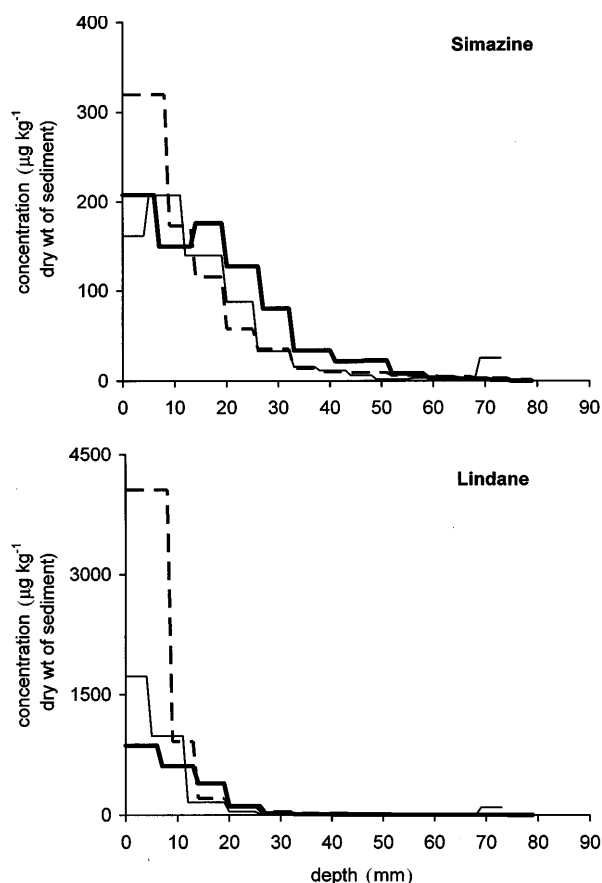 Simazine
concentration (µg kg-1
dry wt of sediment)
400
300
200
100
0
0 10 20 30 40 50 60 70 80 90
Lindane
concentration (µg kg-1
dry wt of sediment)
4500
3000
1500
0
0 10 20 30 40 50 60 70 80 90
depth (mm)